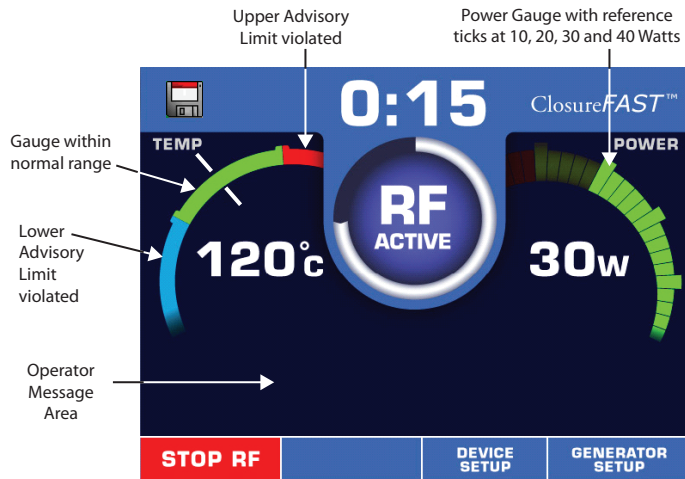 Upper Advisory
Limit violated
Power Gauge with reference
ticks at 10, 20, 30 and 40 Watts
0:15
ClosureFAST™
TEMP
POWER
Gauge within
normal range
RF
ACTIVE
Lower
Advisory
Limit
violated
120°C
30W
Operator
Message
Area
STOP RF
DEVICE
SETUP
GENERATOR
SETUP